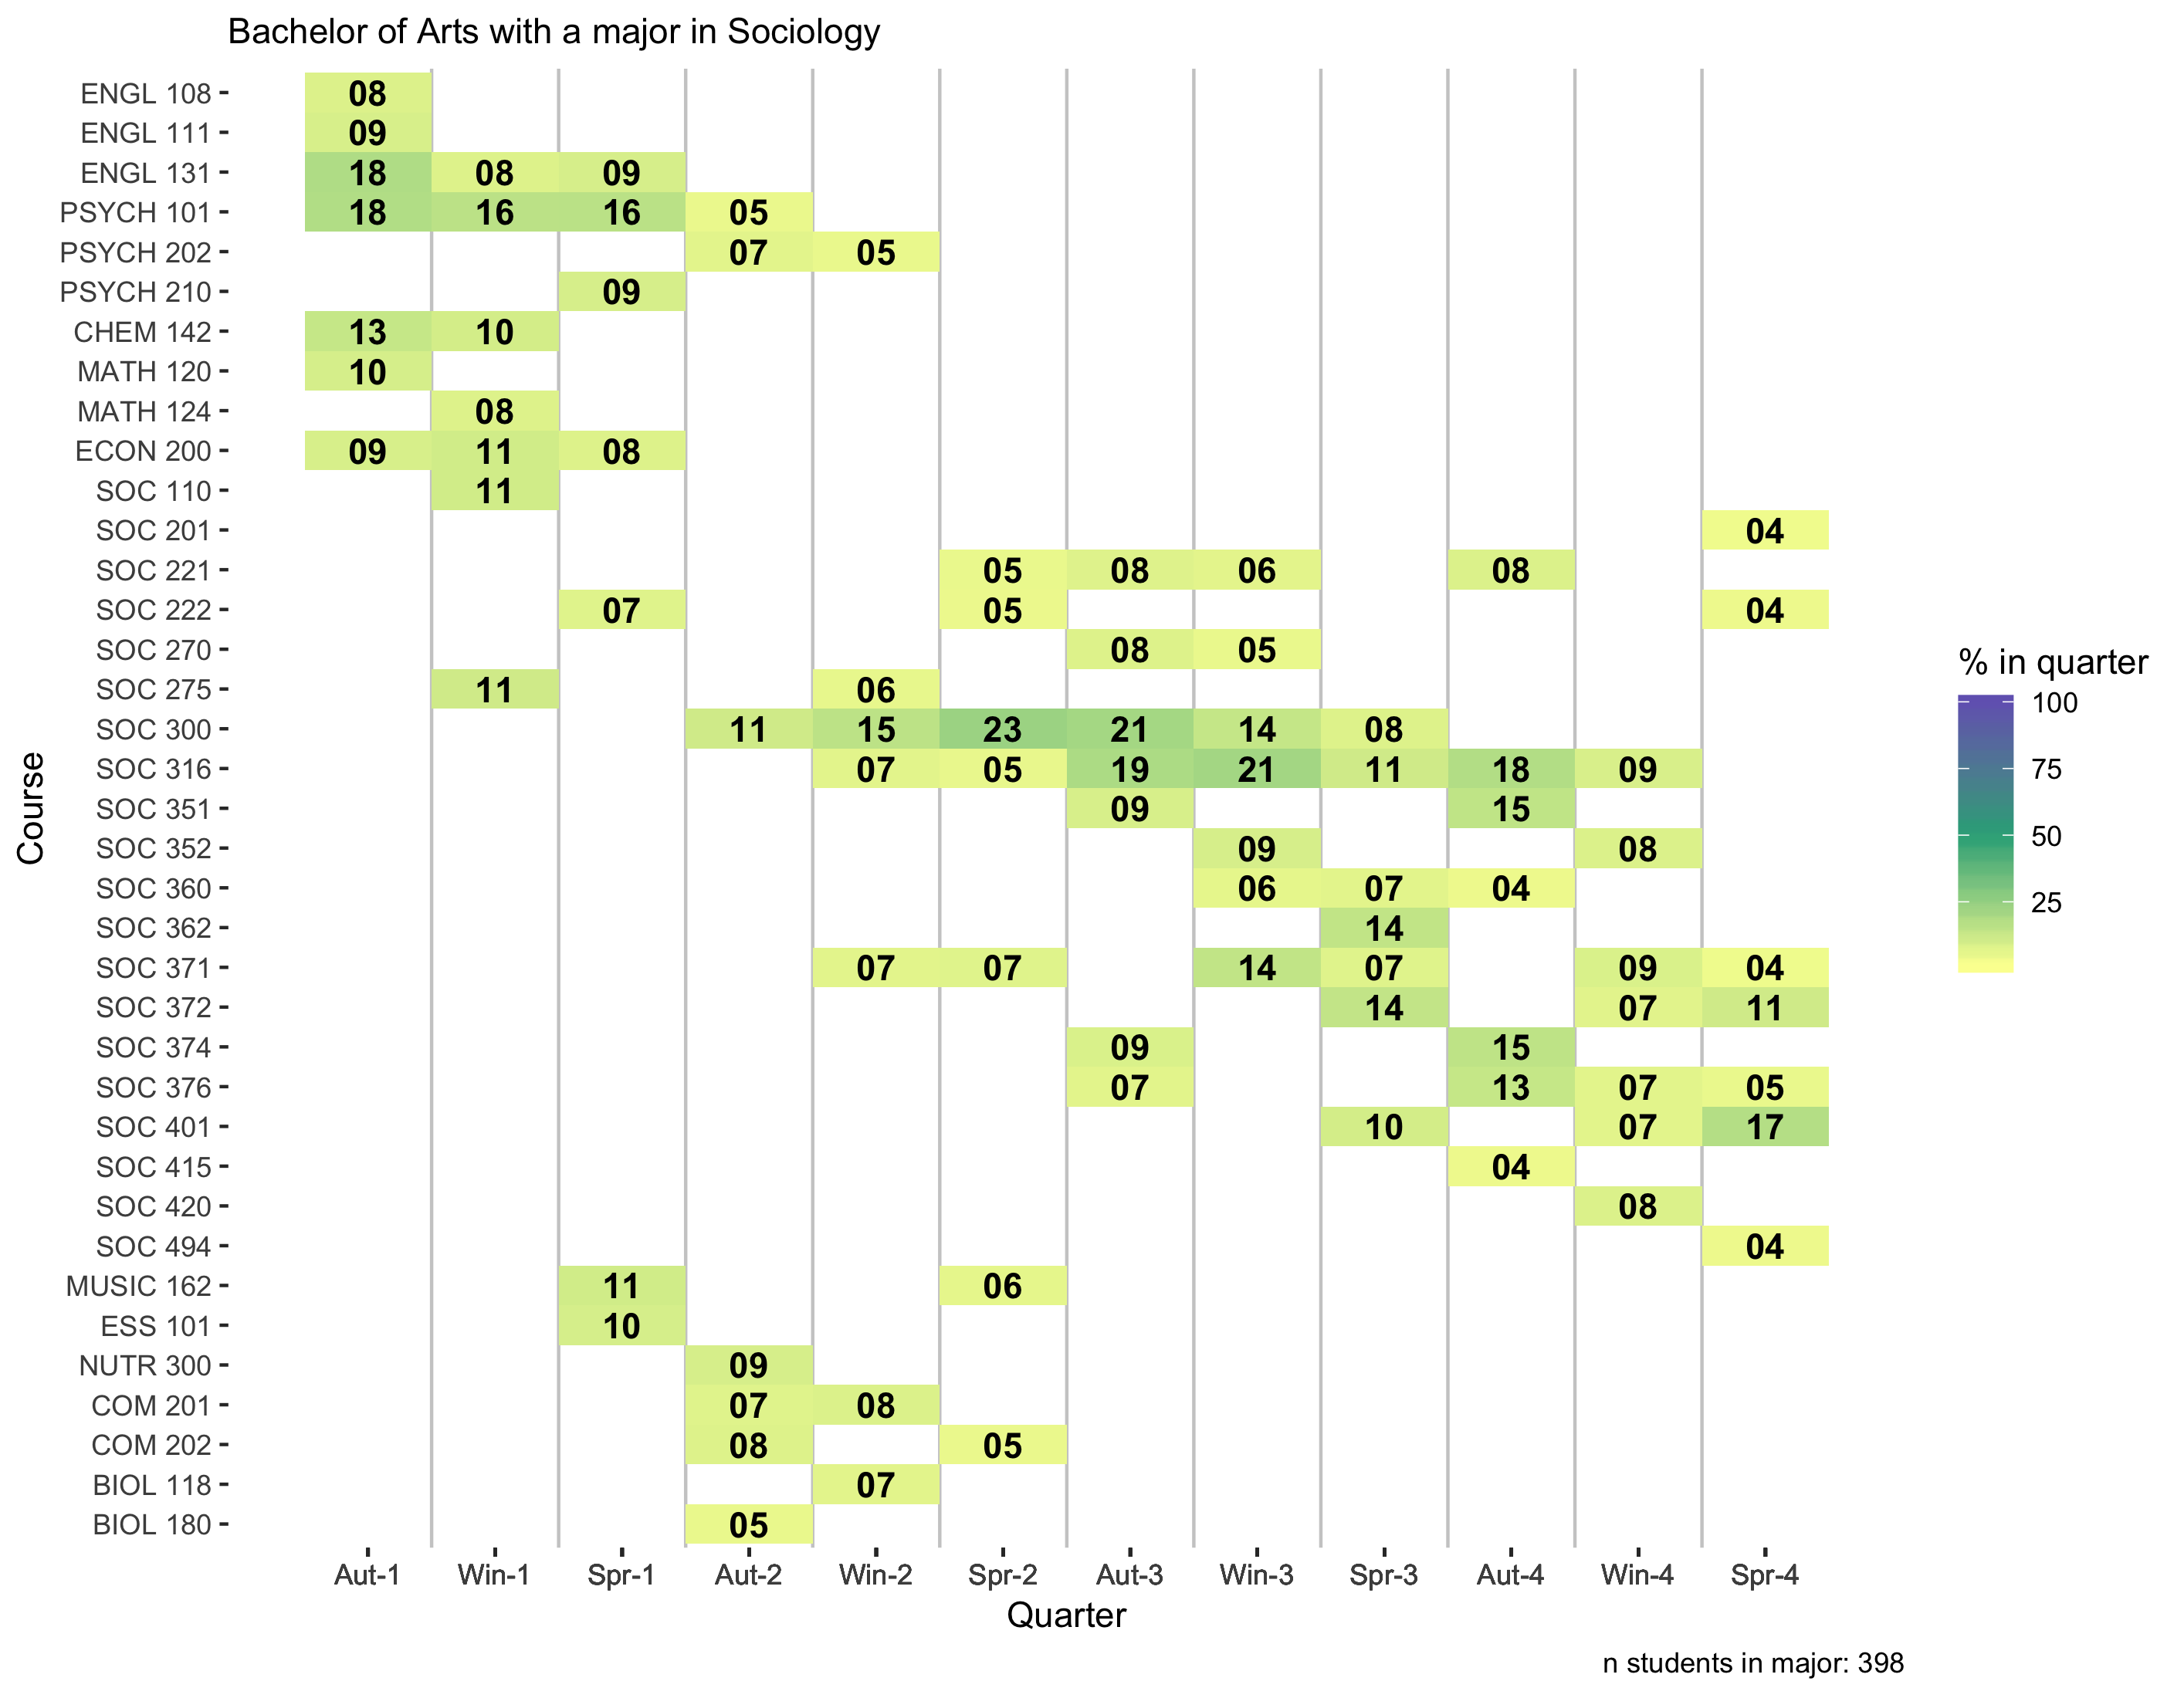 Bachelor of Arts with a major in Sociology
ENGL 108 08
ENGL 111 09
ENGL 131 18 08 09
PSYCH 101 18 16 16 05
PSYCH 202 07 05
PSYCH 210 09
CHEM 142 13 10
MATH 120 10
MATH 124 08
ECON 200 09 11 08
SOC 110 11
SOC 201 04
SOC 221 05 08 06 08
SOC 222 07 05 04
SOC 270 08 05
SOC 275 11 06
SOC 300 11 15 23 21 14 08
SOC 316 07 05 19 21 11 18 09
SOC 351 09 15
SOC 352 09 08
SOC 360 06 07 04
SOC 362 14
SOC 371 07 07 14 07 09 04
SOC 372 14 07 11
SOC 374 09 15
SOC 376 07 13 07 05
SOC 401 10 07 17
SOC 415 04
SOC 420 08
SOC 494 04
MUSIC 162 11 06
ESS 101 10
NUTR 300 09
COM 201 07 08
COM 202 08 05
BIOL 118 07
BIOL 180 05
Aut-1 Win-1 Spr-1 Aut-2 Win-2 Spr-2 Aut-3 Win-3 Spr-3 Aut-4 Win-4 Spr-4
Quarter
Course
% in quarter
100
75
50
25
n students in major: 398